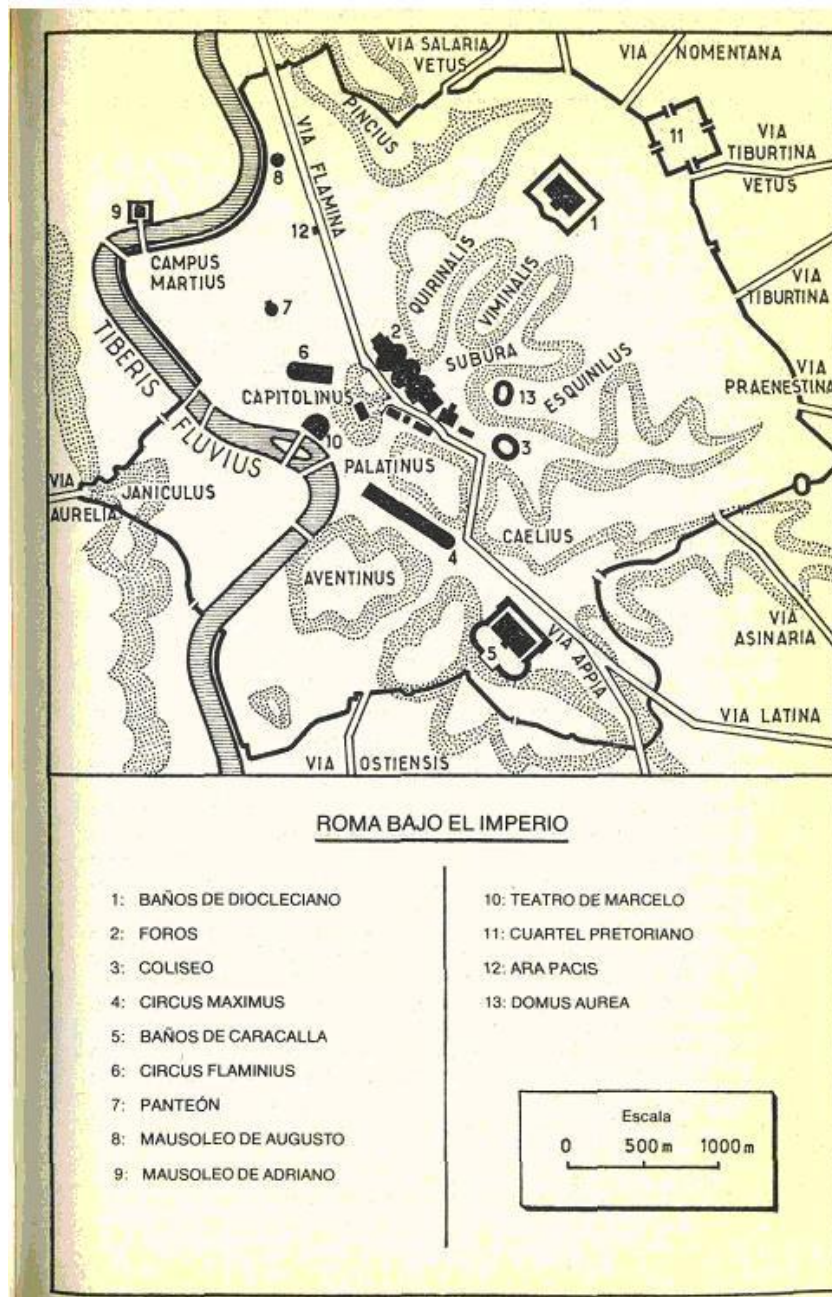 VIA SALARIA
VETUS
VIA NOMENTANA
PINCIUS
VIA FLAMINA
11
VIA
TIBURTINA
VETUS
8
9
1
12
CAMPUS
MARTIUS
QUIRINALIS
VIMINALIS
VIA
TIBURTINA
7
2
SUBURA
6
TIBERIS
FLUVIUS
CAPITOLINUS
13
ESQUINILUS
VIA
PRAENESTINA
10
3
PALATINUS
VIA
AURELIA
JANICULUS
4
CAELIUS
AVENTINUS
VIA
ASINARIA
5
VIA APPIA
VIA LATINA
VIA OSTIENSIS
ROMA BAJO EL IMPERIO
1: BAÑOS DE DIOCLECIANO
2: FOROS
3: COLISEO
4: CIRCUS MAXIMUS
5: BAÑOS DE CARACALLA
6: CIRCUS FLAMINIUS
7: PANTEÓN
8: MAUSOLEO DE AUGUSTO
9: MAUSOLEO DE ADRIANO
10: TEATRO DE MARCELO
11: CUARTEL PRETORIANO
12: ARA PACIS
13: DOMUS AUREA
Escala
0 500 m 1000 m